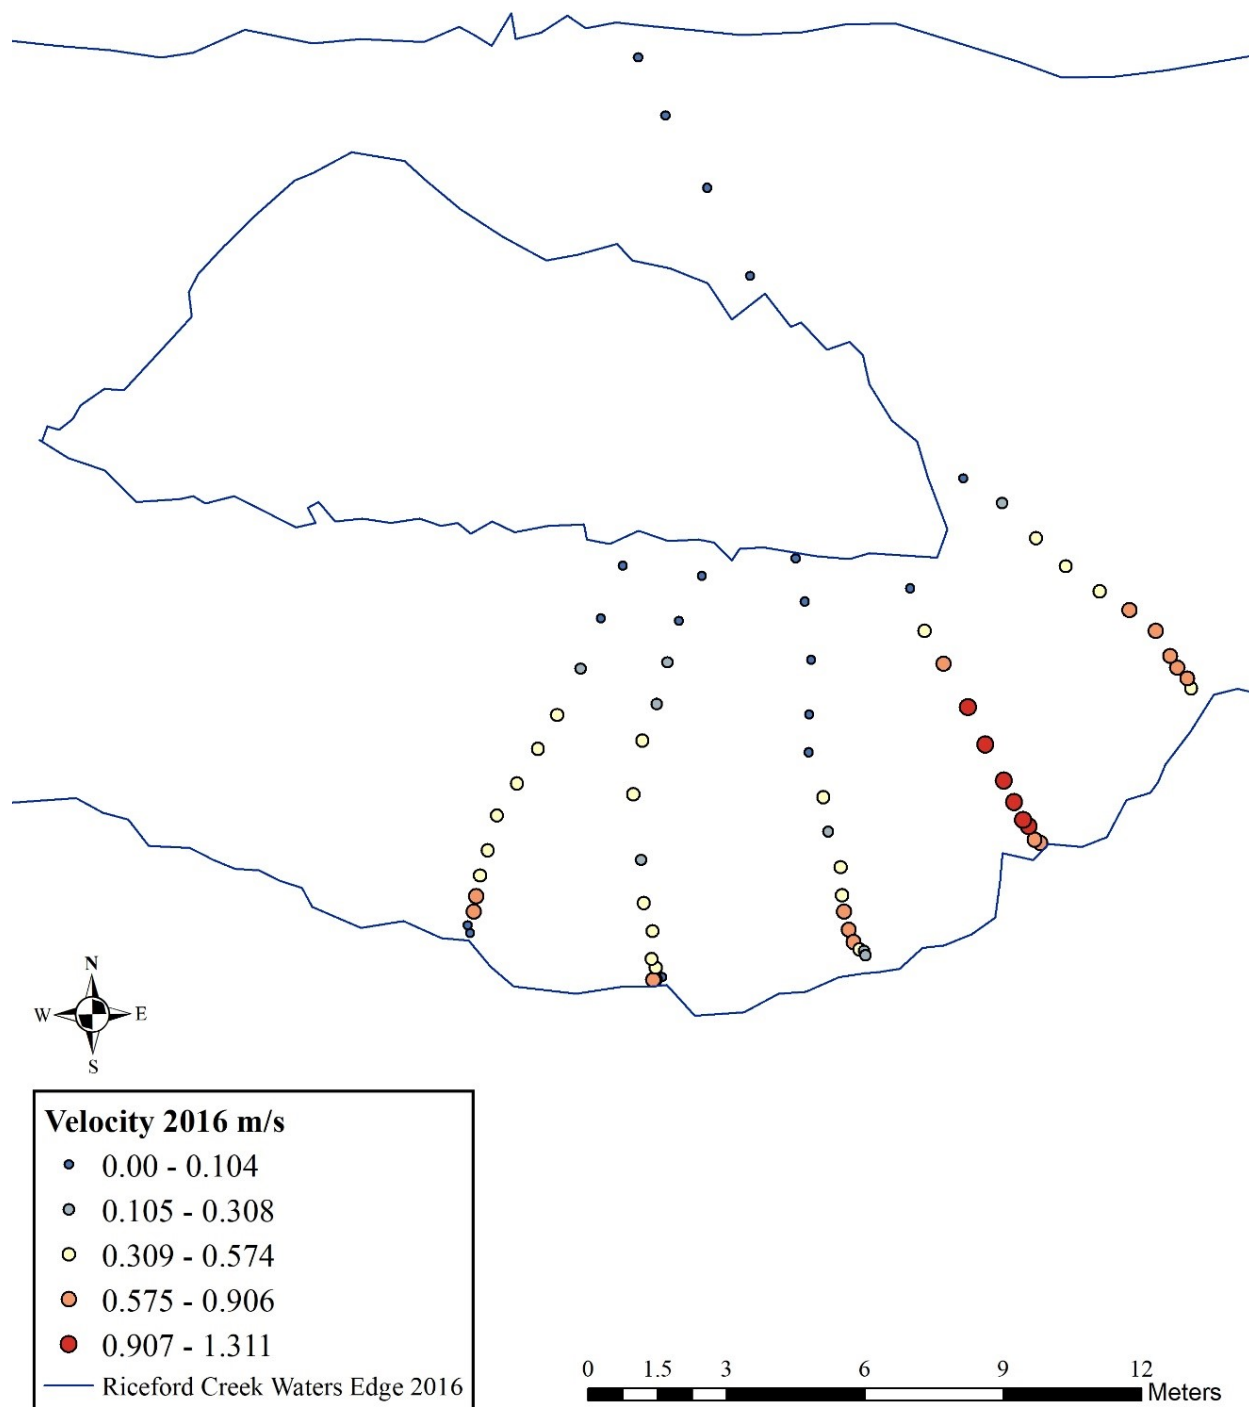 N
W E
S
Velocity 2016 m/s
0.00 - 0.104
0.105 - 0.308
0.309 - 0.574
0.575 - 0.906
0.907 - 1.311
Riceford Creek Waters Edge 2016
0 1.5 3 6 9 12
Meters